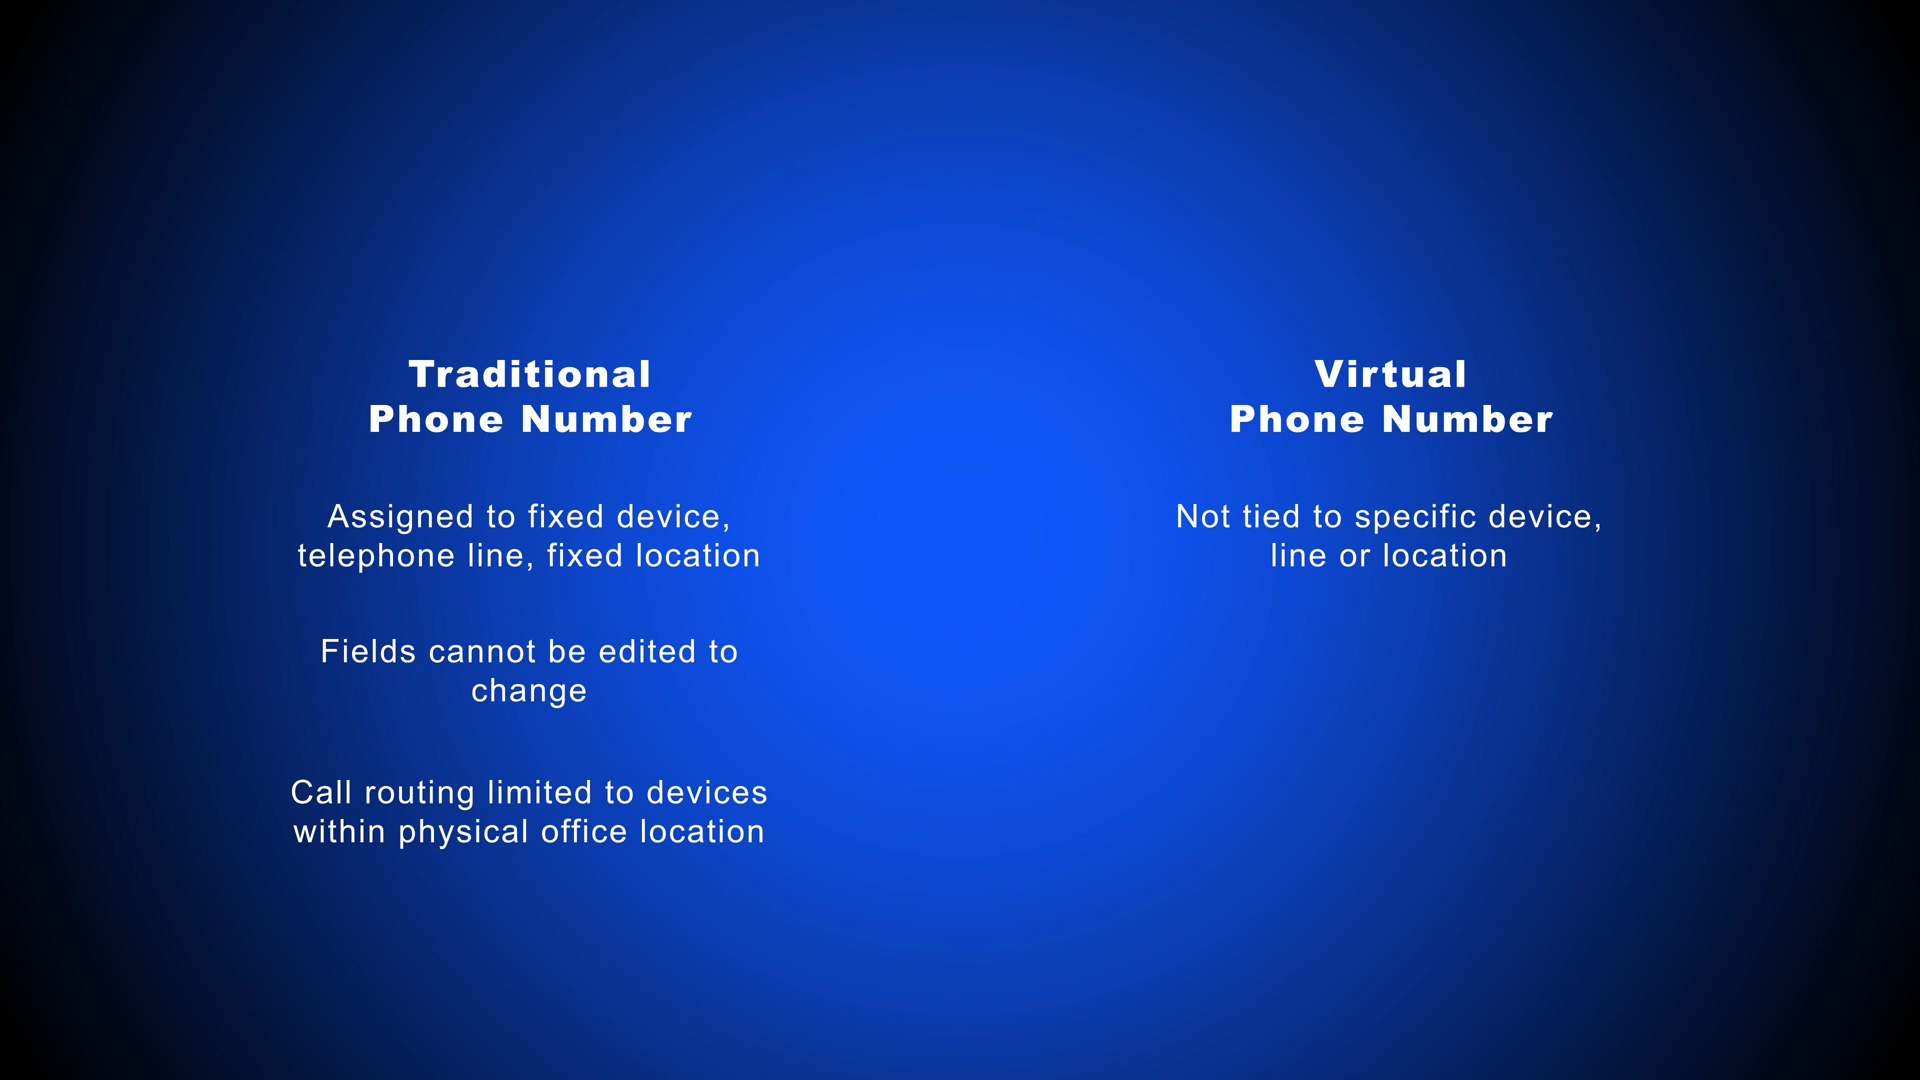 Traditional
Phone Number
Assigned to fixed device,
telephone line, fixed location
Fields cannot be edited to
change
Call routing limited to devices
within physical office location
Virtual
Phone Number
Not tied to specific device,
line or location